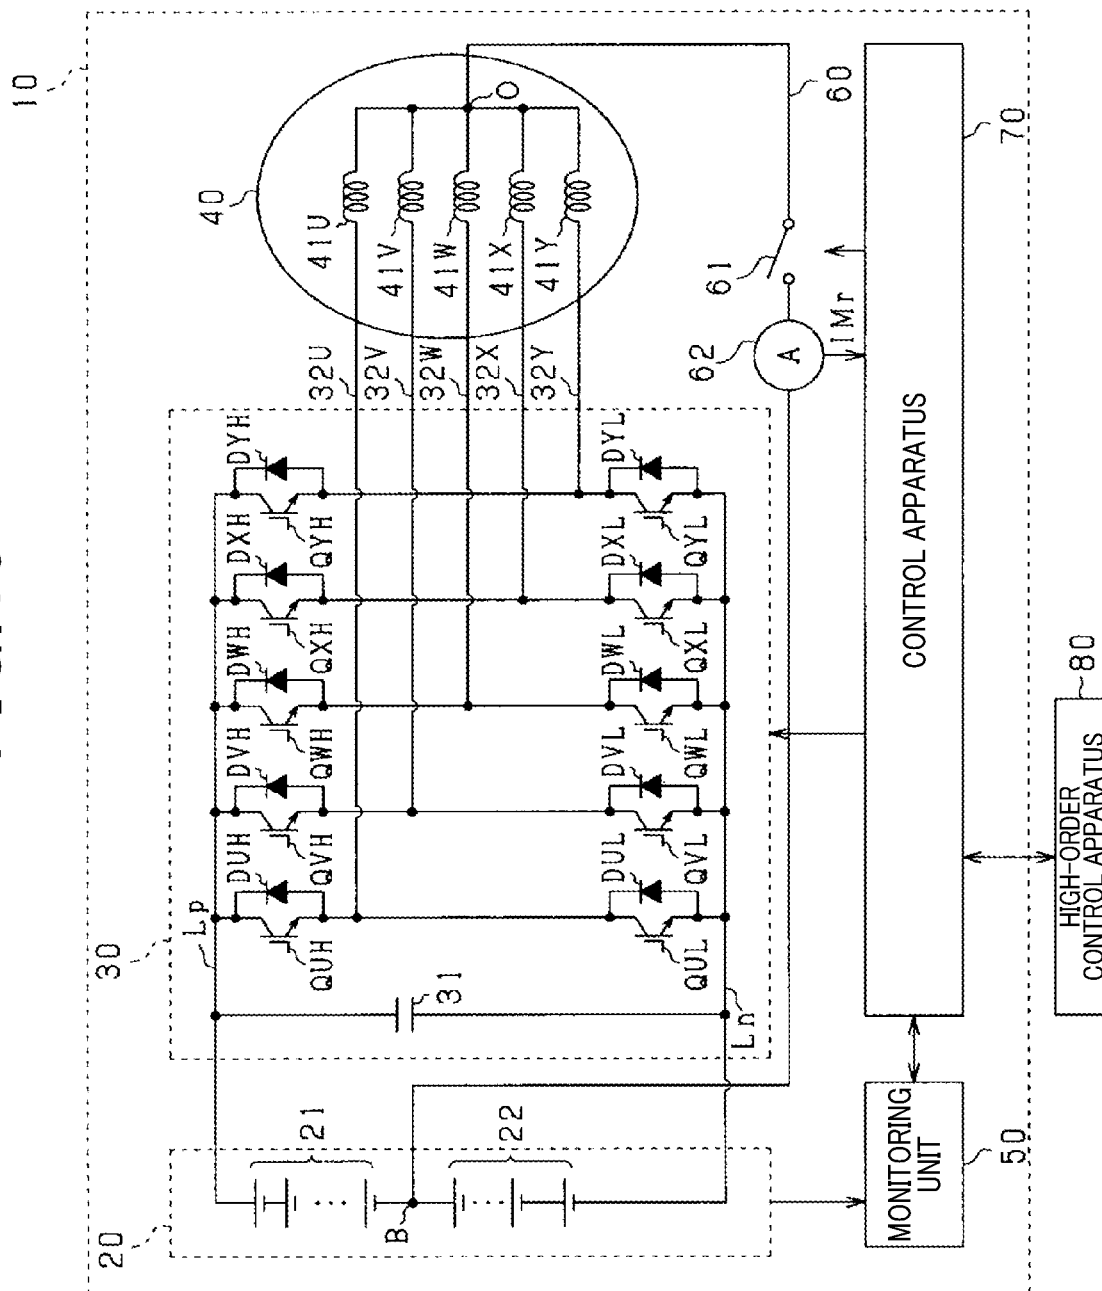 10
40
O
41U
41V
41W
41X
41Y
60
61
62
A
IMr
70
CONTROL APPARATUS
32U
32V
32W
32X
32Y
DYH
QYH
DXH
QXH
DWH
QWH
DVH
QVH
DUH
QUH
DYL
QYL
DXL
QXL
DWL
QWL
DVL
QVL
DUL
QUL
30
Lp
31
Ln
20
21
22
B
MONITORING
UNIT
50
HIGH-ORDER
CONTROL APPARATUS
80